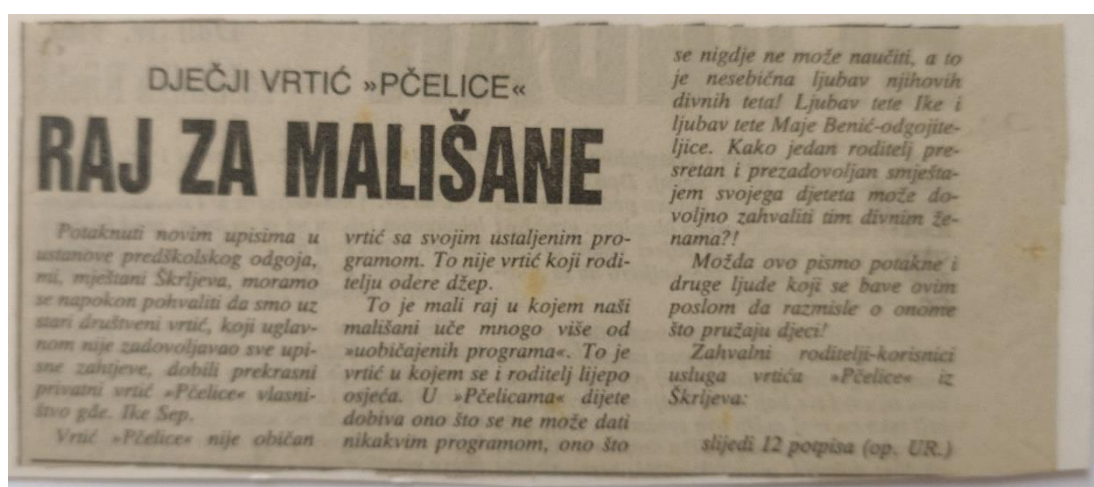 DJEČJI VRTIĆ »PČELICE«
RAJ ZA MALIŠANE
Potaknuti novim upisima u
ustanove predškolskog odgoja,
mi, mještani Škrljeva, moramo
se napokon pohvaliti da smo uz
stari društveni vrtić, koji uglav-
nom nije zadovoljavao sve upi-
sne zahtjeve, dobili prekrasni
privatni vrtić »Pčelice« vlasni-
štvo gđe. Ike Sep.
Vrtić »Pčelice« nije običan
vrtić sa svojim ustaljenim pro-
gramom. To nije vrtić koji rodi-
telju odere džep.
To je mali raj u kojem naši
mališani uče mnogo više od
»uobičajenih programa«. To je
vrtić u kojem se i roditelj lijepo
osjeća. U »Pčelicama« dijete
dobiva ono što se ne može dati
nikakvim programom, ono što
se nigdje ne može naučiti, a to
je nesebična ljubav njihovih
divnih teta! Ljubav tete Ike i
ljubav tete Maje Benić-odgojite-
ljice. Kako jedan roditelj pre-
sretan i prezadovoljan smješta-
jem svojega djeteta može do-
voljno zahvaliti tim divnim že-
nama?!
Možda ovo pismo potakne i
druge ljude koji se bave ovim
poslom da razmisle o onome
što pružaju djeci!
Zahvalni roditelji-korisnici
usluga vrtića »Pčelice« iz
Škrljeva:
slijedi 12 potpisa (op. UR.)